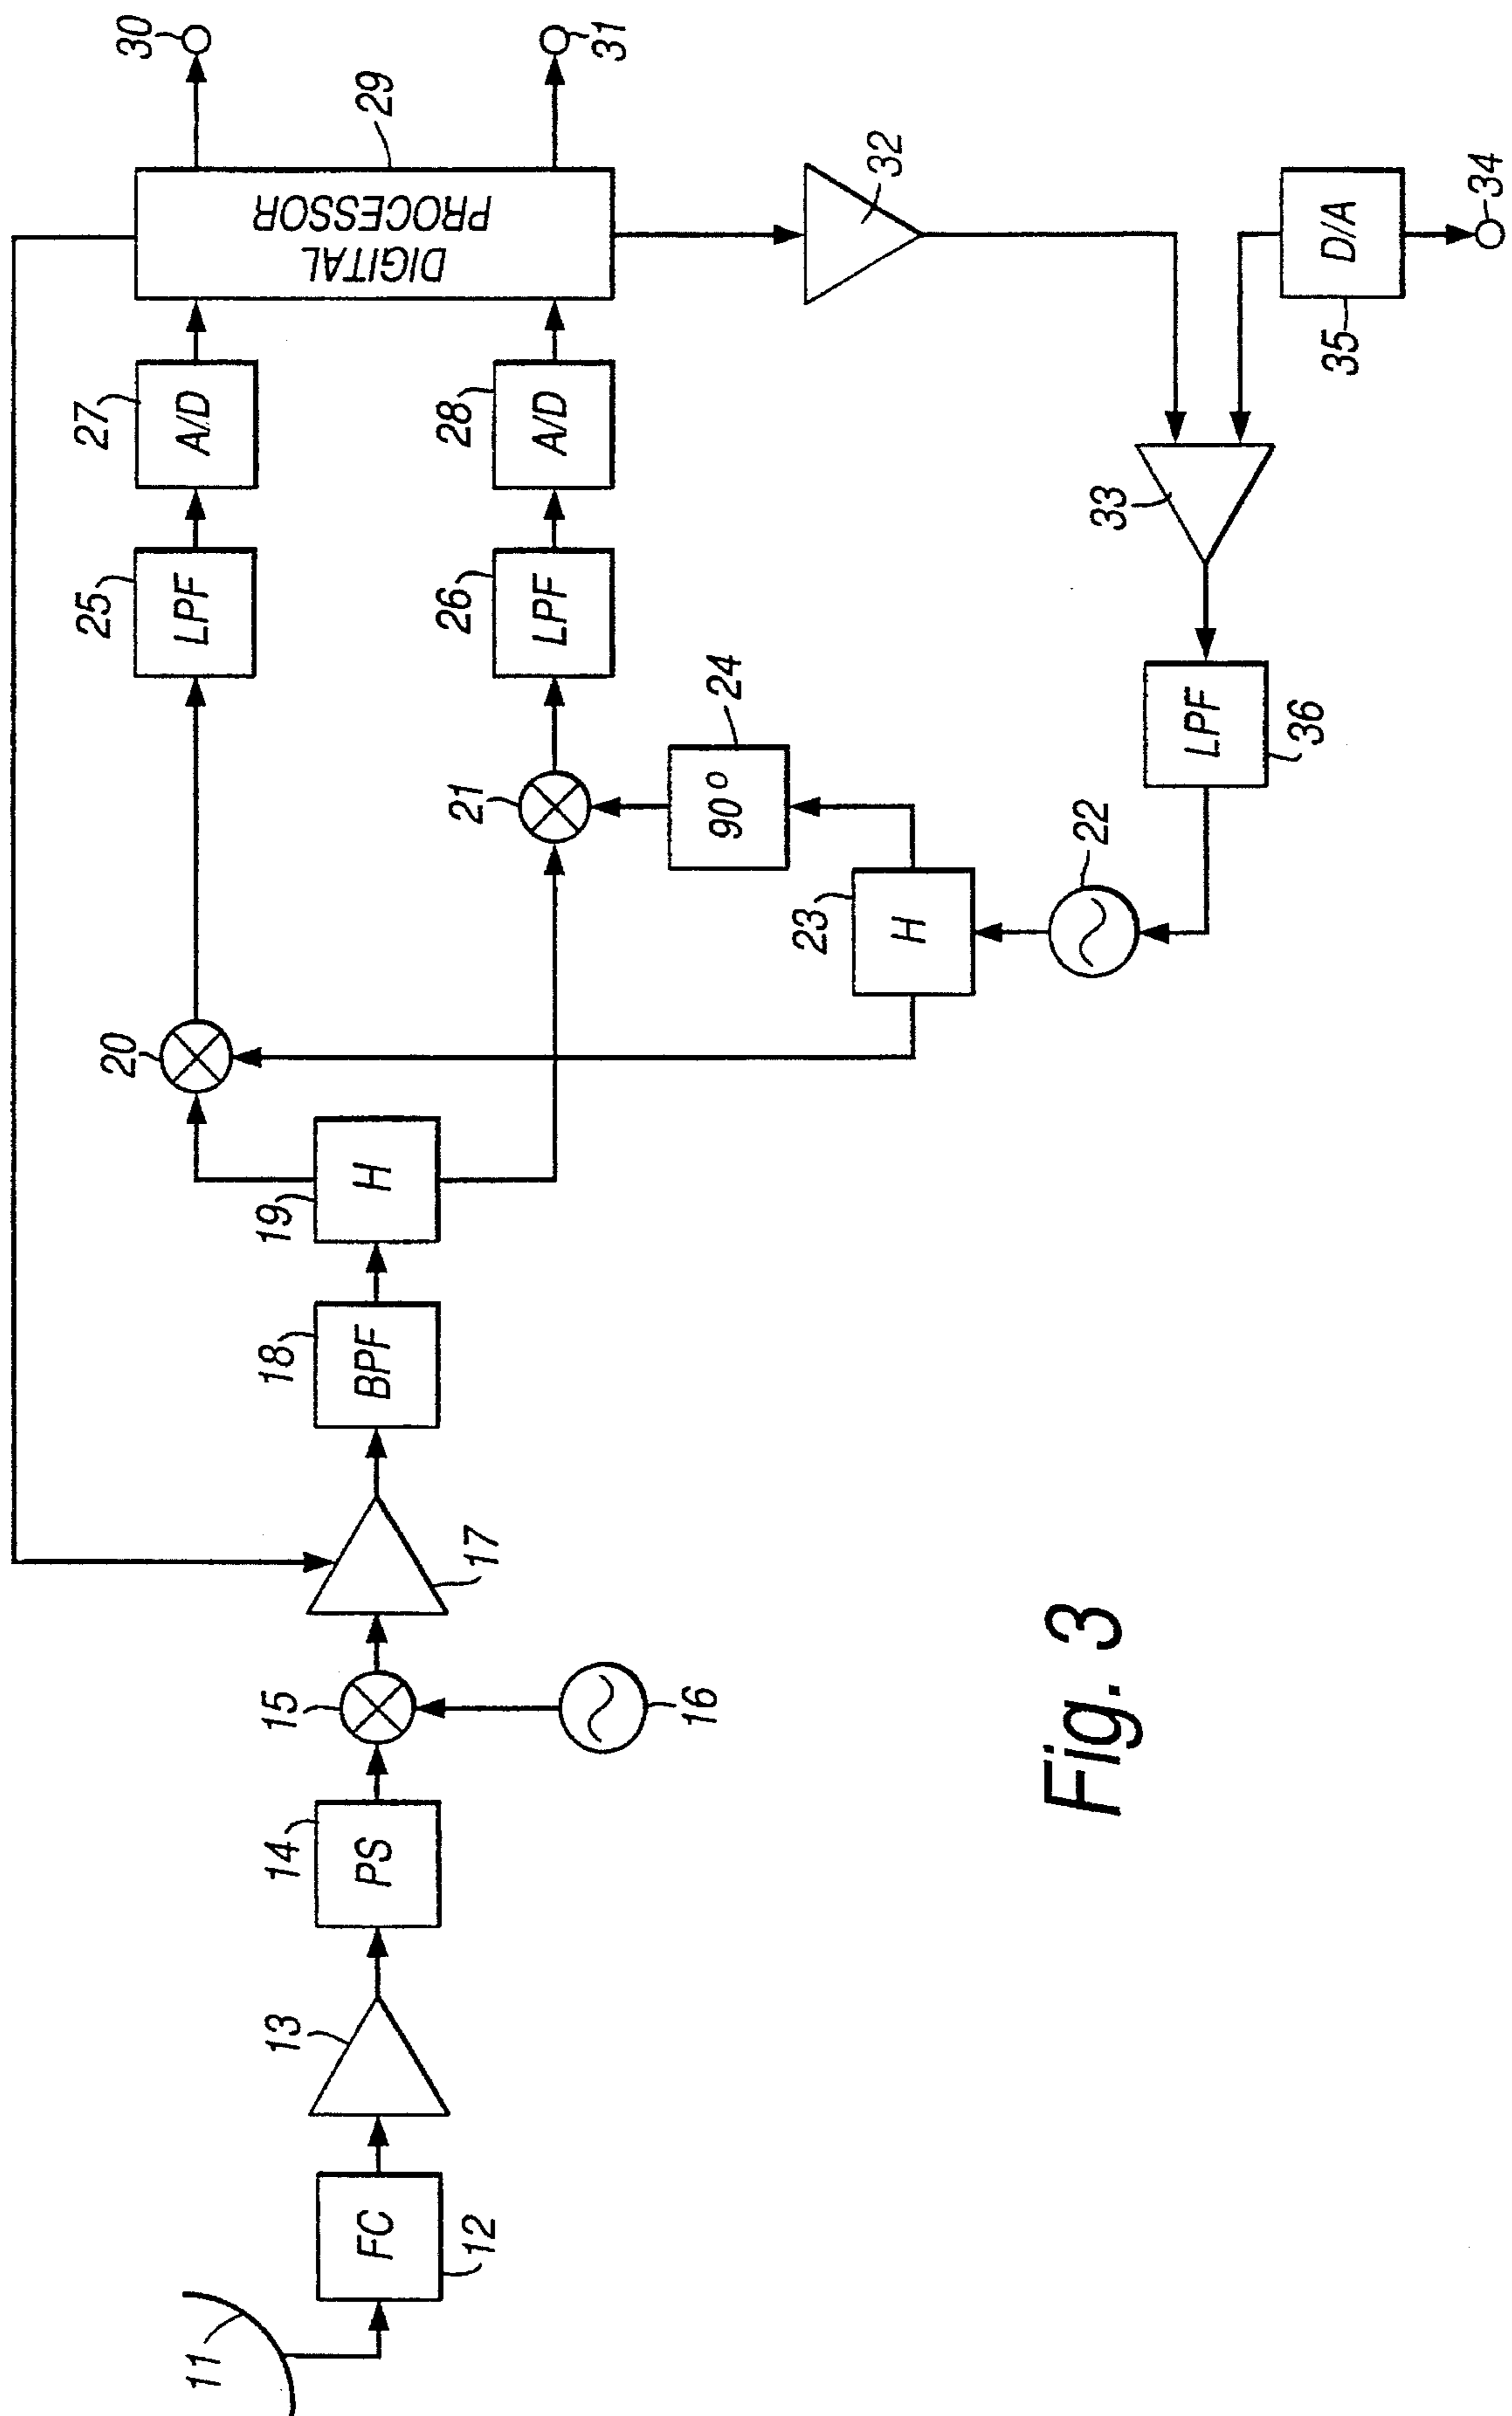 30
31
29
DIGITAL
PROCESSOR
27
A/D
28
A/D
25
LPF
26
LPF
32
33
35
D/A
34
24
90°
21
22
23
H
LPF
36
20
19
H
18
BPF
17
15
16
14
PS
13
FC
12
11
Fig. 3